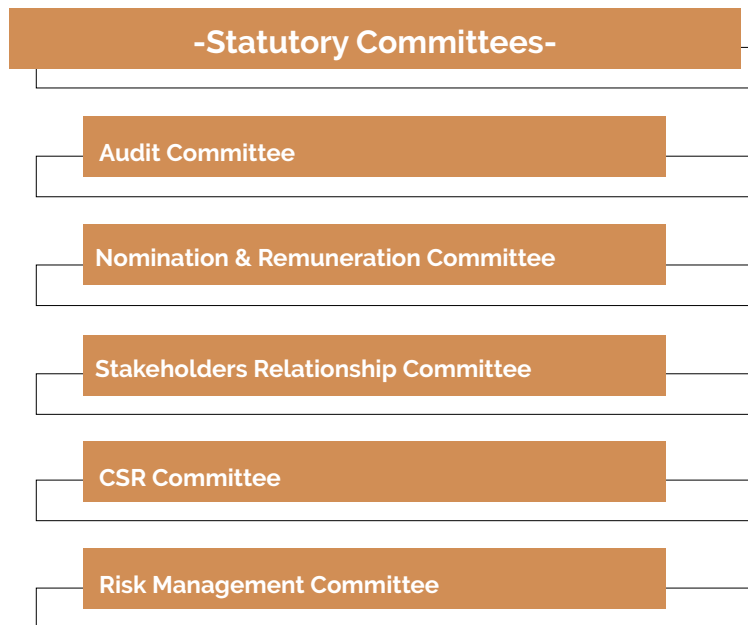 -Statutory Committees-
Audit Committee
Nomination & Remuneration Committee
Stakeholders Relationship Committee
CSR Committee
Risk Management Committee